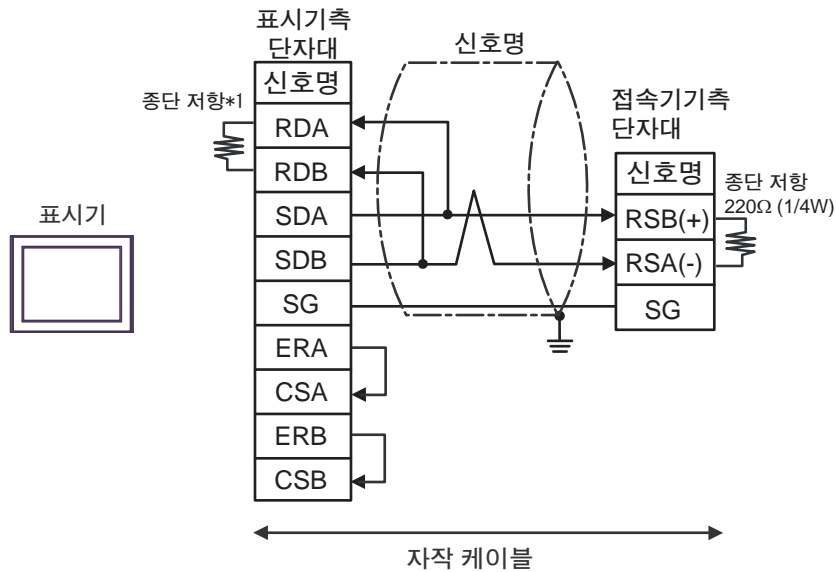 표시기측
단자대
신호명
종단 저항*1
RDA
RDB
SDA
SDB
SG
ERA
CSA
ERB
CSB
표시기
신호명
접속기기측
단자대
신호명
RSB(+)
RSA(-)
SG
종단 저항
220Ω (1/4W)
자작 케이블